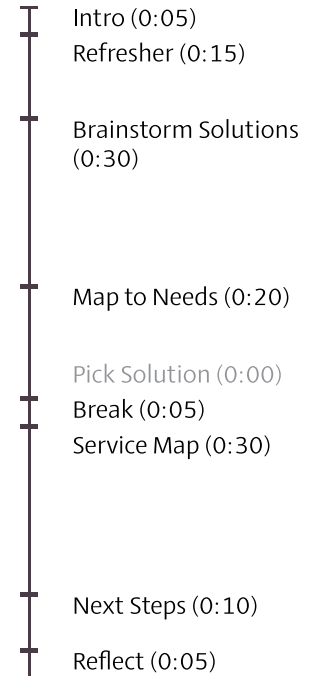 Intro (0:05)
Refresher (0:15)
Brainstorm Solutions
(0:30)
Map to Needs (0:20)
Pick Solution (0:00)
Break (0:05)
Service Map (0:30)
Next Steps (0:10)
Reflect (0:05)